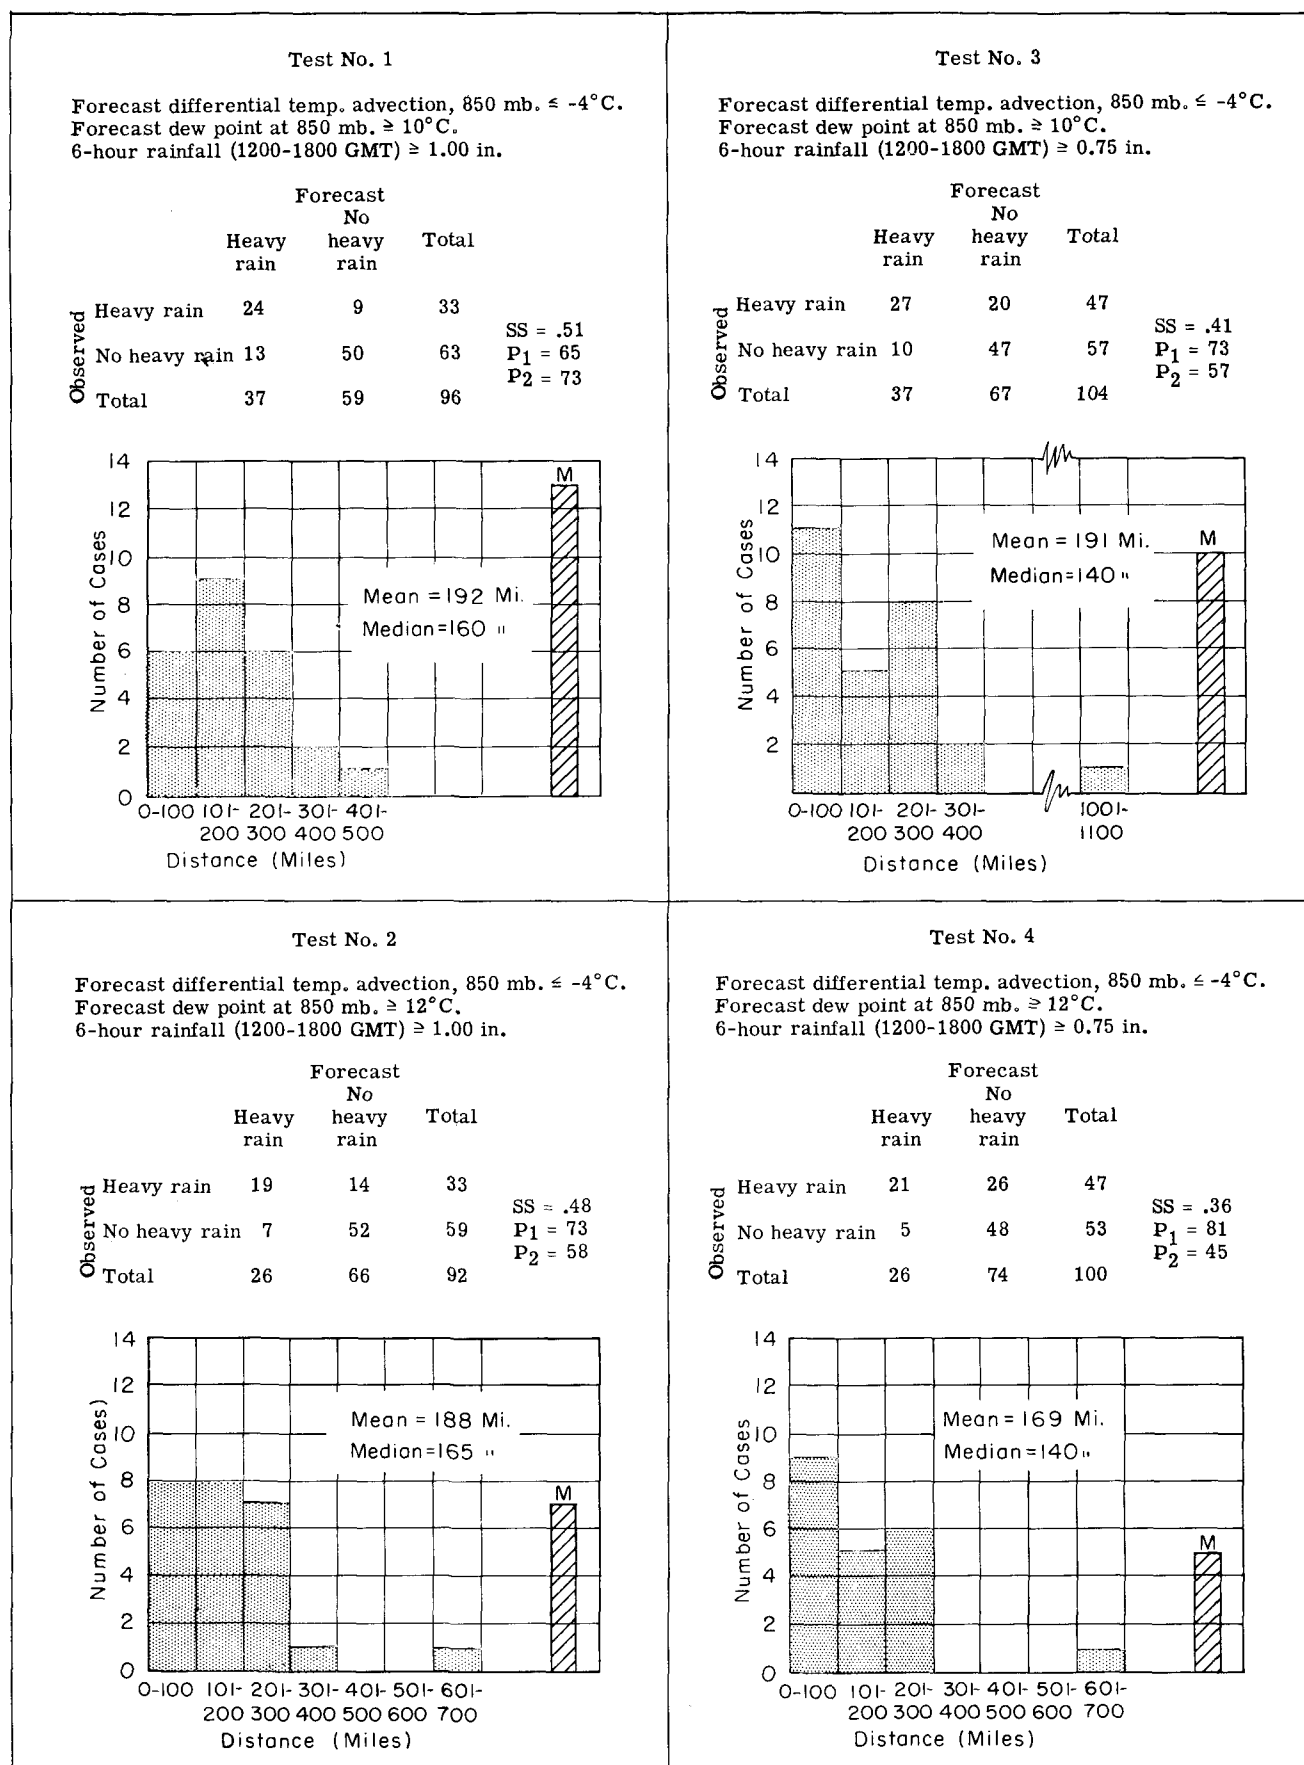 Test No. 1
Forecast differential temp. advection, 850 mb. ≤ -4°C.
Forecast dew point at 850 mb. ≥ 10°C.
6-hour rainfall (1200-1800 GMT) ≥ 1.00 in.
Forecast
No
Heavy heavy Total
rain rain
Observed
Heavy rain 24 9 33
No heavy rain 13 50 63
Total 37 59 96
SS = .51
P1 = 65
P2 = 73
Number of Cases
14
12
10
8
6
4
2
0
M
Mean = 192 Mi.
Median = 160 "
0-100 101- 201- 301- 401-
200 300 400 500
Distance (Miles)
Test No. 3
Forecast differential temp. advection, 850 mb. ≤ -4°C.
Forecast dew point at 850 mb. ≥ 10°C.
6-hour rainfall (1200-1800 GMT) ≥ 0.75 in.
Forecast
No
Heavy heavy Total
rain rain
Observed
Heavy rain 27 20 47
No heavy rain 10 47 57
Total 37 67 104
SS = .41
P1 = 73
P2 = 57
Number of Cases
14
12
10
8
6
4
2
M
Mean = 191 Mi.
Median = 140 "
0-100 101- 201- 301- 1001-
200 300 400 1100
Distance (Miles)
Test No. 2
Forecast differential temp. advection, 850 mb. ≤ -4°C.
Forecast dew point at 850 mb. ≥ 12°C.
6-hour rainfall (1200-1800 GMT) ≥ 1.00 in.
Forecast
No
Heavy heavy Total
rain rain
Observed
Heavy rain 19 14 33
No heavy rain 7 52 59
Total 26 66 92
SS = .48
P1 = 73
P2 = 58
Number of Cases)
14
12
10
8
6
4
2
0
M
Mean = 188 Mi.
Median = 165 "
0-100 101- 201- 301- 401- 501- 601-
200 300 400 500 600 700
Distance (Miles)
Test No. 4
Forecast differential temp. advection, 850 mb. ≤ -4°C.
Forecast dew point at 850 mb. ≥ 12°C.
6-hour rainfall (1200-1800 GMT) ≥ 0.75 in.
Forecast
No
Heavy heavy Total
rain rain
Observed
Heavy rain 21 26 47
No heavy rain 5 48 53
Total 26 74 100
SS = .36
P1 = 81
P2 = 45
Number of Cases
14
12
10
8
6
4
2
0
M
Mean = 169 Mi.
Median = 140 "
0-100 101- 201- 301- 401- 501- 601-
200 300 400 500 600 700
Distance (Miles)